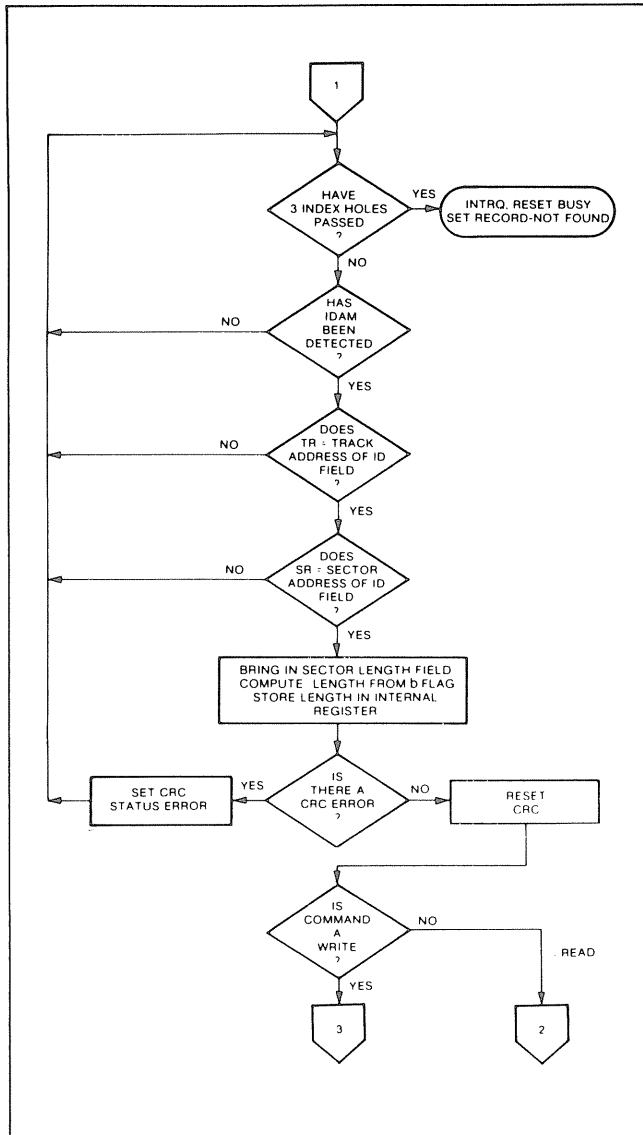 1
HAVE
3 INDEX HOLES
PASSED
?
YES
INTRQ, RESET BUSY
SET RECORD-NOT FOUND
NO
HAS
IDAM
BEEN
DETECTED
?
NO
YES
DOES
TR = TRACK
ADDRESS OF ID
FIELD
?
NO
YES
DOES
SR = SECTOR
ADDRESS OF ID
FIELD
?
NO
YES
BRING IN SECTOR LENGTH FIELD
COMPUTE LENGTH FROM b FLAG
STORE LENGTH IN INTERNAL
REGISTER
IS
THERE A
CRC ERROR
?
YES
SET CRC
STATUS ERROR
NO
RESET
CRC
IS
COMMAND
A
WRITE
?
NO
READ
YES
3
2